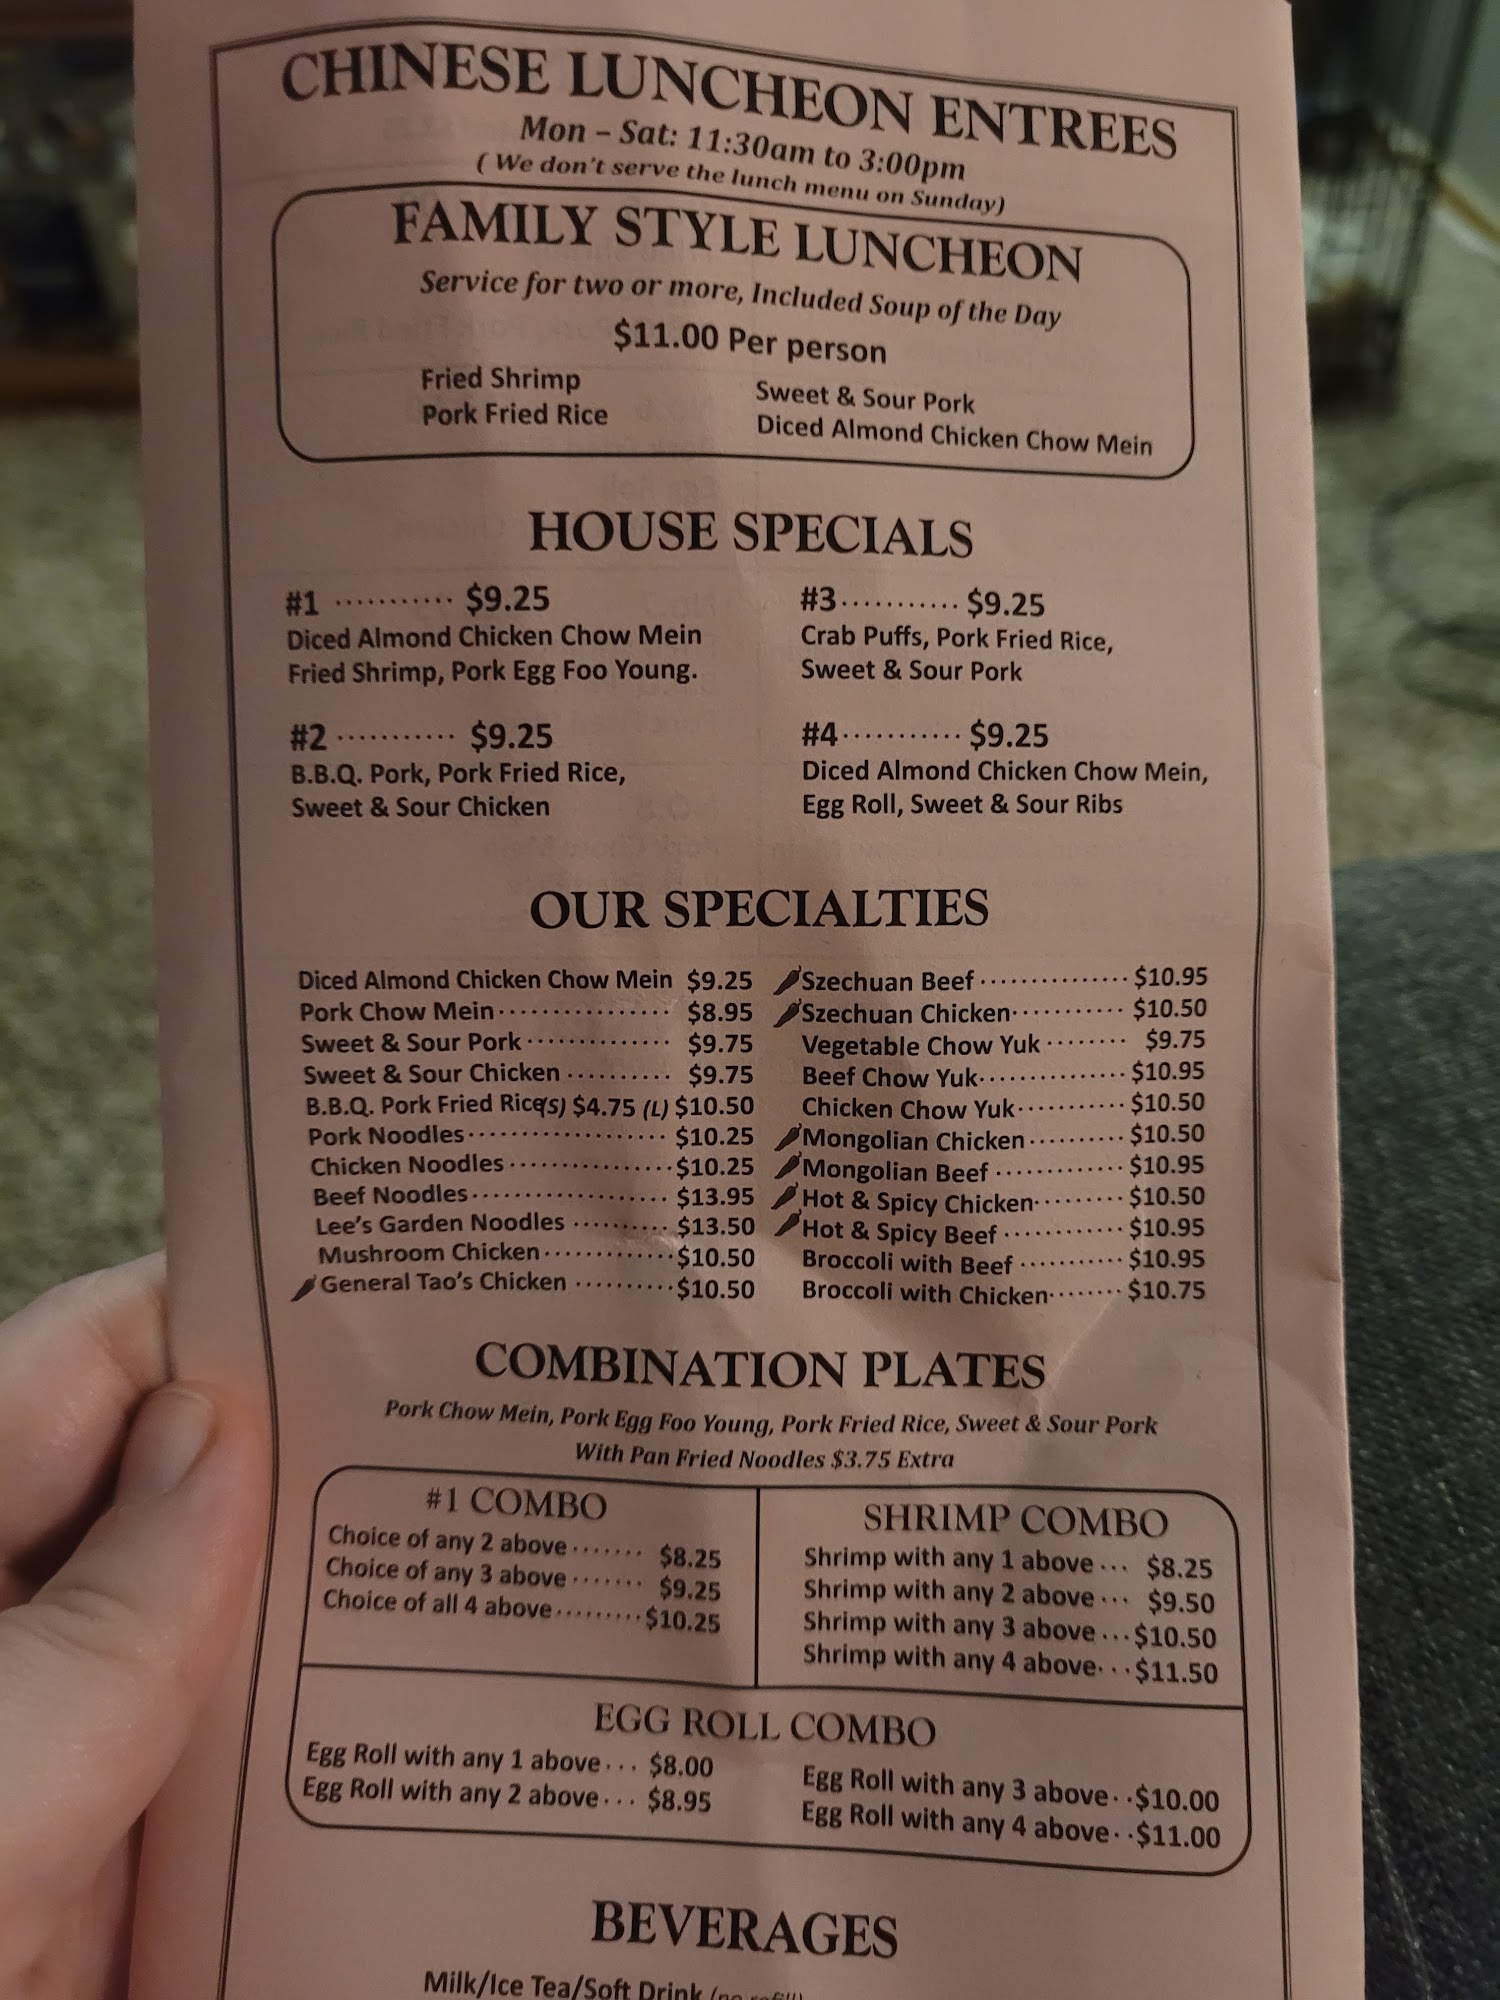 CHINESE LUNCHEON ENTREES
Mon – Sat: 11:30am to 3:00pm
( We don't serve the lunch menu on Sunday)
FAMILY STYLE LUNCHEON
Service for two or more, Included Soup of the Day
$11.00 Per person
Fried Shrimp
Pork Fried Rice
Sweet & Sour Pork
Diced Almond Chicken Chow Mein
HOUSE SPECIALS
#1 ··········· $9.25
Diced Almond Chicken Chow Mein
Fried Shrimp, Pork Egg Foo Young.
#2 ··········· $9.25
B.B.Q. Pork, Pork Fried Rice,
Sweet & Sour Chicken
#3 ··········· $9.25
Crab Puffs, Pork Fried Rice,
Sweet & Sour Pork
#4 ··········· $9.25
Diced Almond Chicken Chow Mein,
Egg Roll, Sweet & Sour Ribs
OUR SPECIALTIES
Diced Almond Chicken Chow Mein $9.25
Pork Chow Mein ················ $8.95
Sweet & Sour Pork ·············· $9.75
Sweet & Sour Chicken ·········· $9.75
B.B.Q. Pork Fried Rice(S) $4.75 (L) $10.50
Pork Noodles ··················· $10.25
Chicken Noodles ··············· $10.25
Beef Noodles ··················· $13.95
Lee's Garden Noodles ·········· $13.50
Mushroom Chicken ············ $10.50
General Tao's Chicken ·········· $10.50
Szechuan Beef ··············· $10.95
Szechuan Chicken ··········· $10.50
Vegetable Chow Yuk ········ $9.75
Beef Chow Yuk ··············· $10.95
Chicken Chow Yuk ··········· $10.50
Mongolian Chicken ·········· $10.50
Mongolian Beef ············· $10.95
Hot & Spicy Chicken ········· $10.50
Hot & Spicy Beef ············ $10.95
Broccoli with Beef ··········· $10.95
Broccoli with Chicken ········ $10.75
COMBINATION PLATES
Pork Chow Mein, Pork Egg Foo Young, Pork Fried Rice, Sweet & Sour Pork
With Pan Fried Noodles $3.75 Extra
#1 COMBO
Choice of any 2 above ······· $8.25
Choice of any 3 above ······· $9.25
Choice of all 4 above ········· $10.25
SHRIMP COMBO
Shrimp with any 1 above ··· $8.25
Shrimp with any 2 above ··· $9.50
Shrimp with any 3 above ··· $10.50
Shrimp with any 4 above ··· $11.50
EGG ROLL COMBO
Egg Roll with any 1 above ··· $8.00
Egg Roll with any 2 above ··· $8.95
Egg Roll with any 3 above ·· $10.00
Egg Roll with any 4 above ·· $11.00
BEVERAGES
Milk/Ice Tea/Soft Drink (no refill)